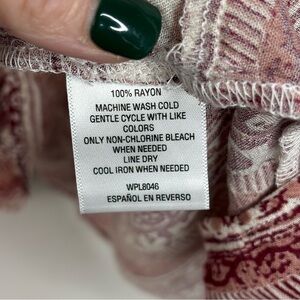 100% RAYON
MACHINE WASH COLD
GENTLE CYCLE WITH LIKE
COLORS
ONLY NON-CHLORINE BLEACH
WHEN NEEDED
LINE DRY
COOL IRON WHEN NEEDED
WPL8046
ESPAÑOL EN REVERSO